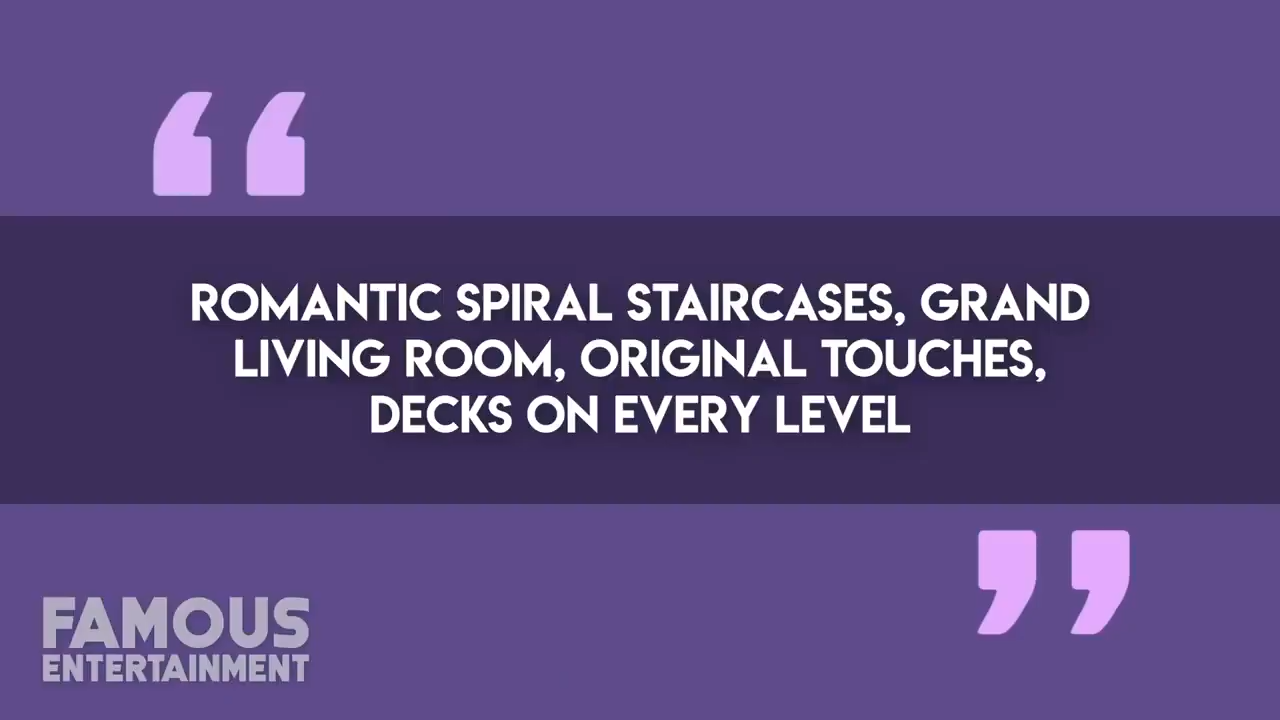 ROMANTIC SPIRAL STAIRCASES, GRAND
LIVING ROOM, ORIGINAL TOUCHES,
DECKS ON EVERY LEVEL
FAMOUS
ENTERTAINMENT